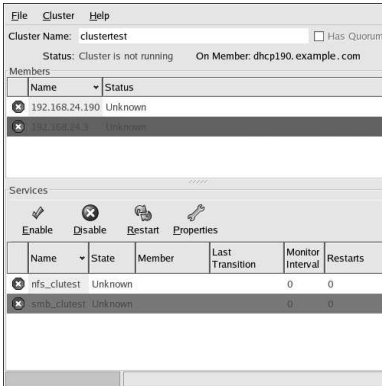 File Cluster Help
Cluster Name: clustertest Has Quorum
Status: Cluster is not running On Member: dhcp190.example.com
Members
Name Status
192.168.24.190 Unknown
192.168.24.3 Unknown
Services
Enable Disable Restart Properties
Name State Member Last Transition Monitor Interval Restarts
nfs_clutest Unknown 0 0
smb_clutest Unknown 0 0